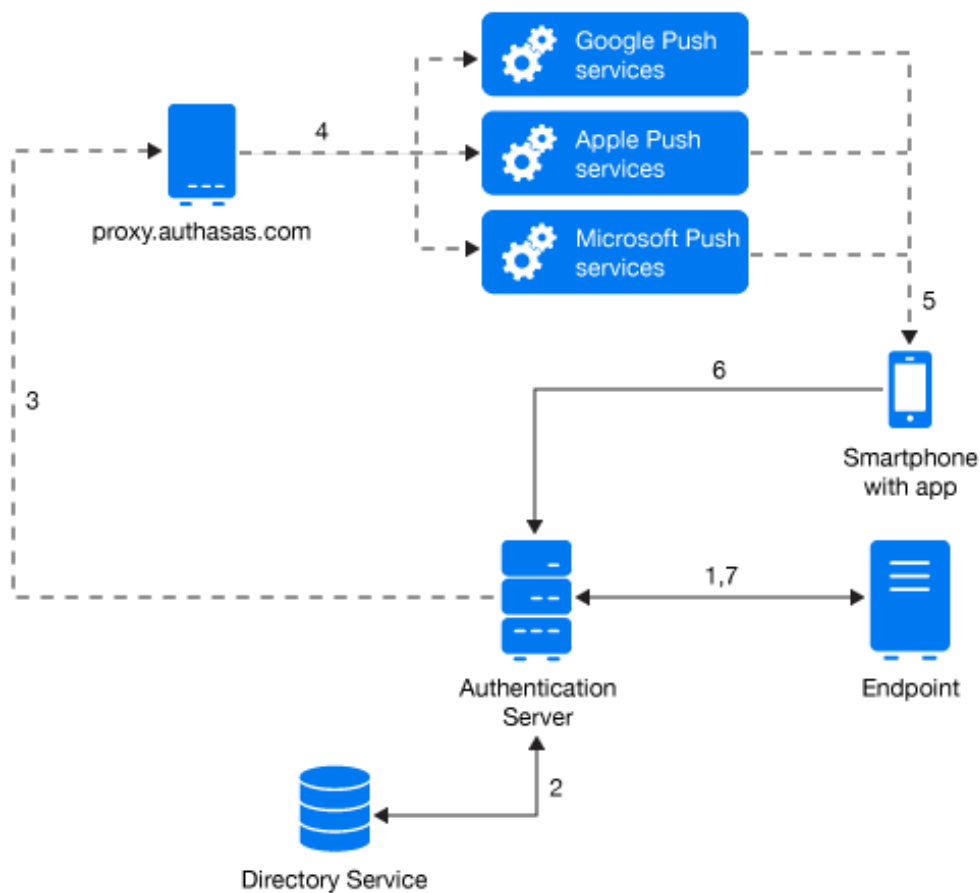 Google Push
services
4
Apple Push
services
proxy.authasas.com
Microsoft Push
services
5
6
3
Smartphone
with app
1,7
Authentication
Server
Endpoint
2
Directory Service